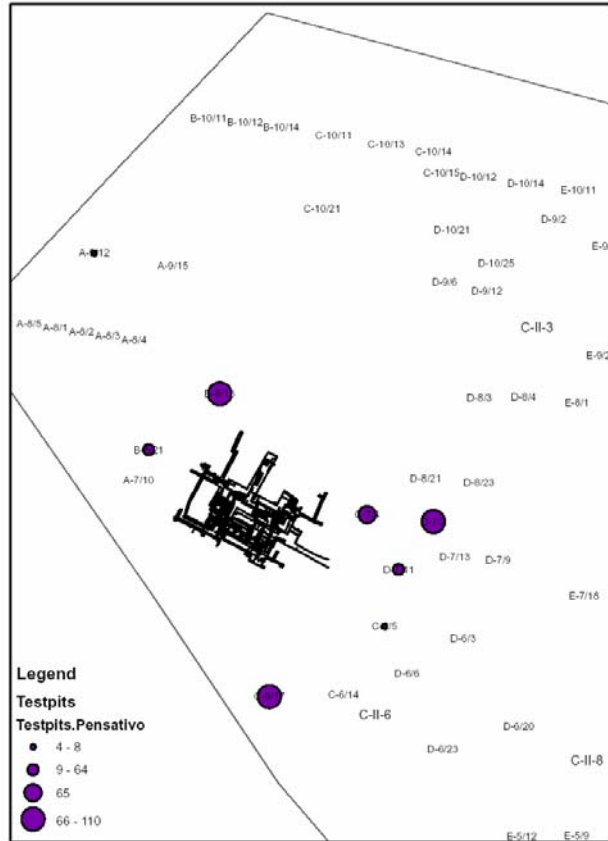 B-10/11 B-10/12 B-10/14 C-10/11
C-10/13
C-10/14
C-10/15 D-10/12
D-10/14
E-10/11
C-10/21
D-9/2
D-10/21
E-9
A-9/15
D-10/25
D-9/6
D-9/12
A-8/5 A-8/1 A-8/2 A-8/3 A-8/4
C-II-3
E-9/2
D-8/3 D-8/4
E-8/1
A-7/10
D-8/21
D-8/23
D-7/13
D-7/9
E-7/16
D-6/3
D-6/6
C-6/14
C-II-6
D-6/20
D-6/23
C-II-8
E-5/12 E-5/9
Legend
Testpits
Testpits.Pensativo
4 - 8
9 - 64
65
66 - 110